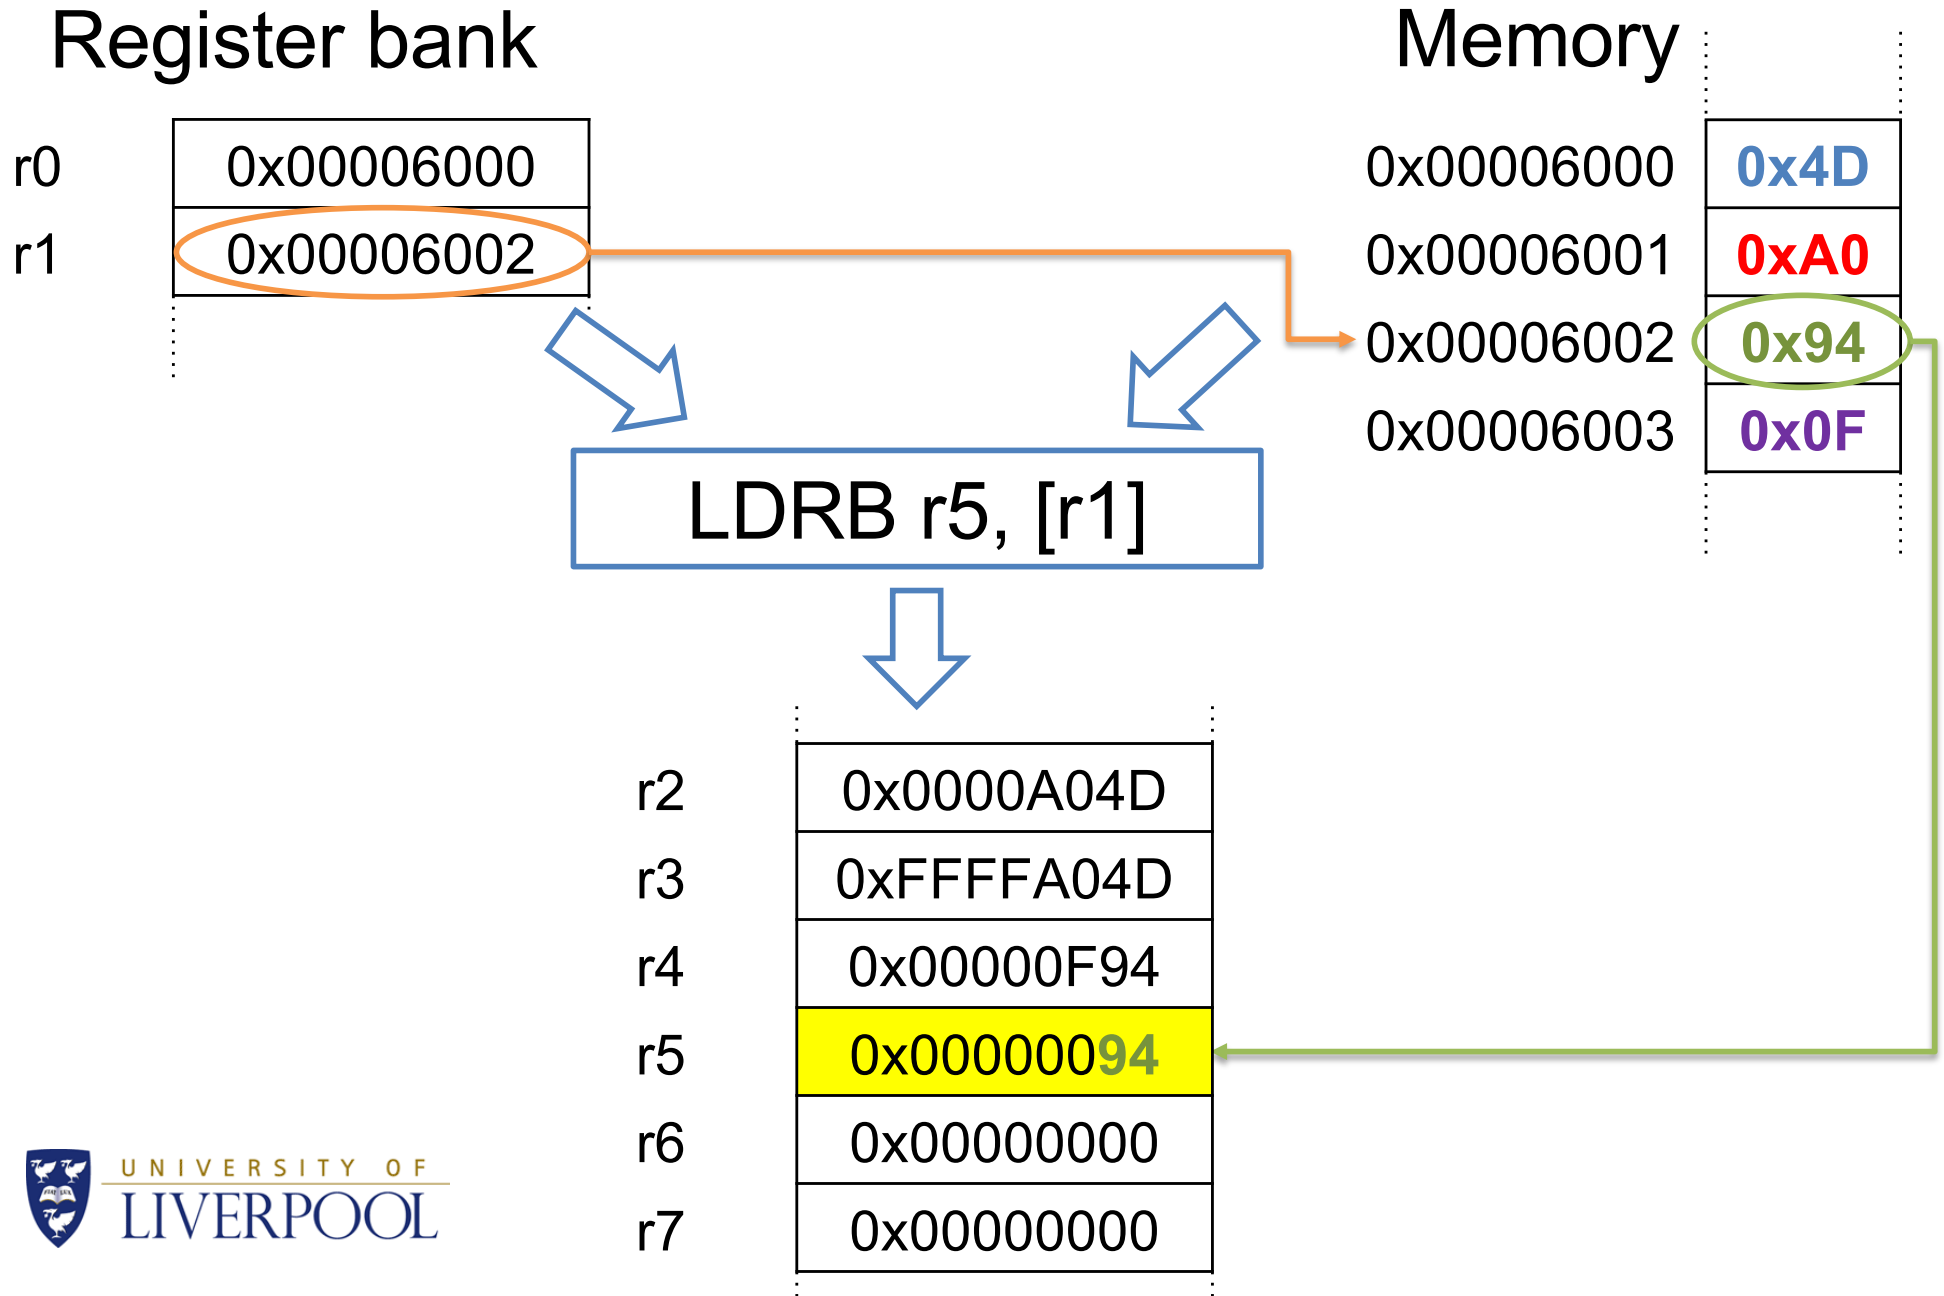 Register bank
Memory
r0 0x00006000
r1 0x00006002
0x00006000 0x4D
0x00006001 0xA0
0x00006002 0x94
0x00006003 0x0F
LDRB r5, [r1]
r2 0x0000A04D
r3 0xFFFFA04D
r4 0x00000F94
r5 0x00000094
r6 0x00000000
r7 0x00000000
UNIVERSITY OF
LIVERPOOL